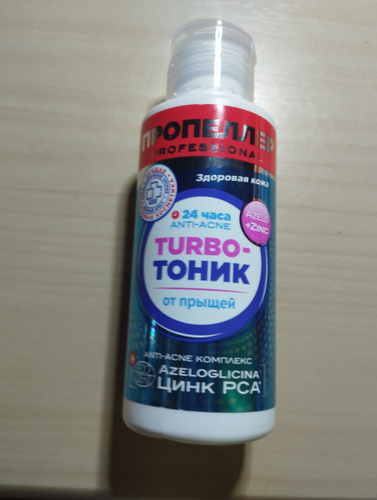 ПРОПЕЛЛЕР
PROFESSIONAL
Здоровая кожа
24 часа
ANTI-ACNE
AZELO
+ZINC
TURBO-
ТОНИК
от прыщей
ANTI-ACNE КОМПЛЕКС
AZELOGLICINA
ЦИНК PCA